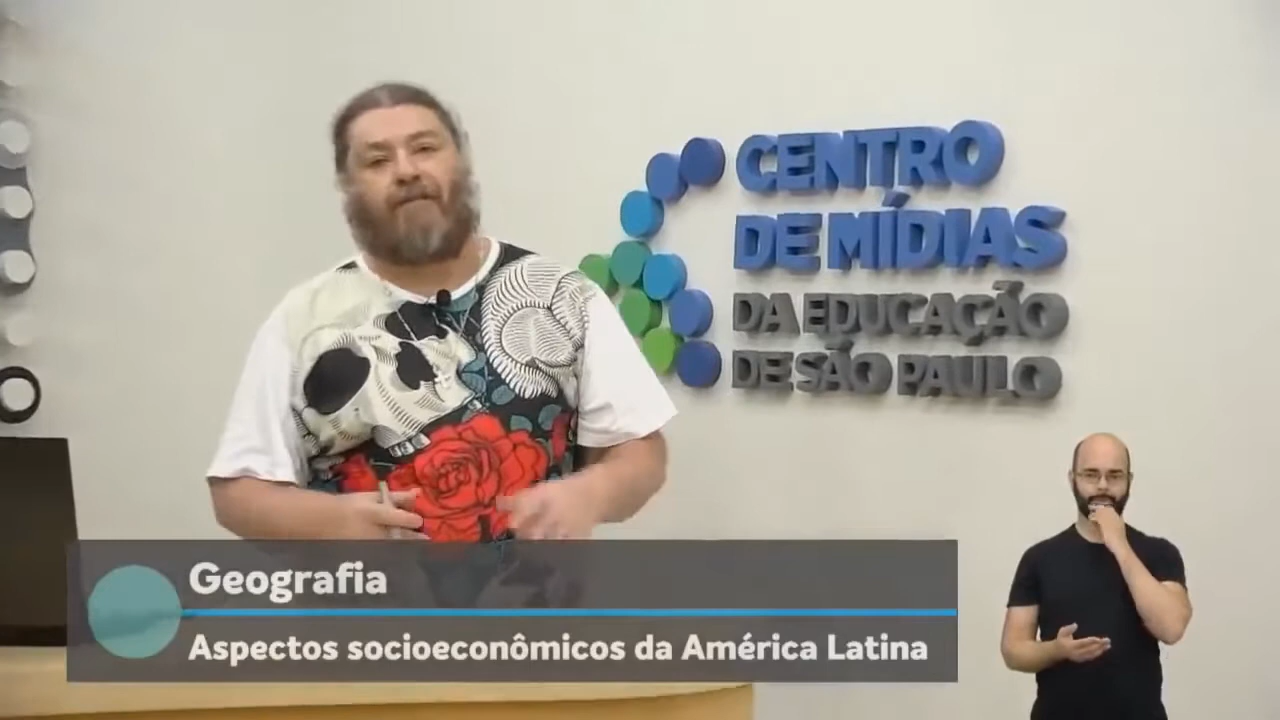 CENTRO
DE MÍDIAS
DA EDUCAÇÃO
DE SÃO PAULO
Geografia
Aspectos socioeconômicos da América Latina